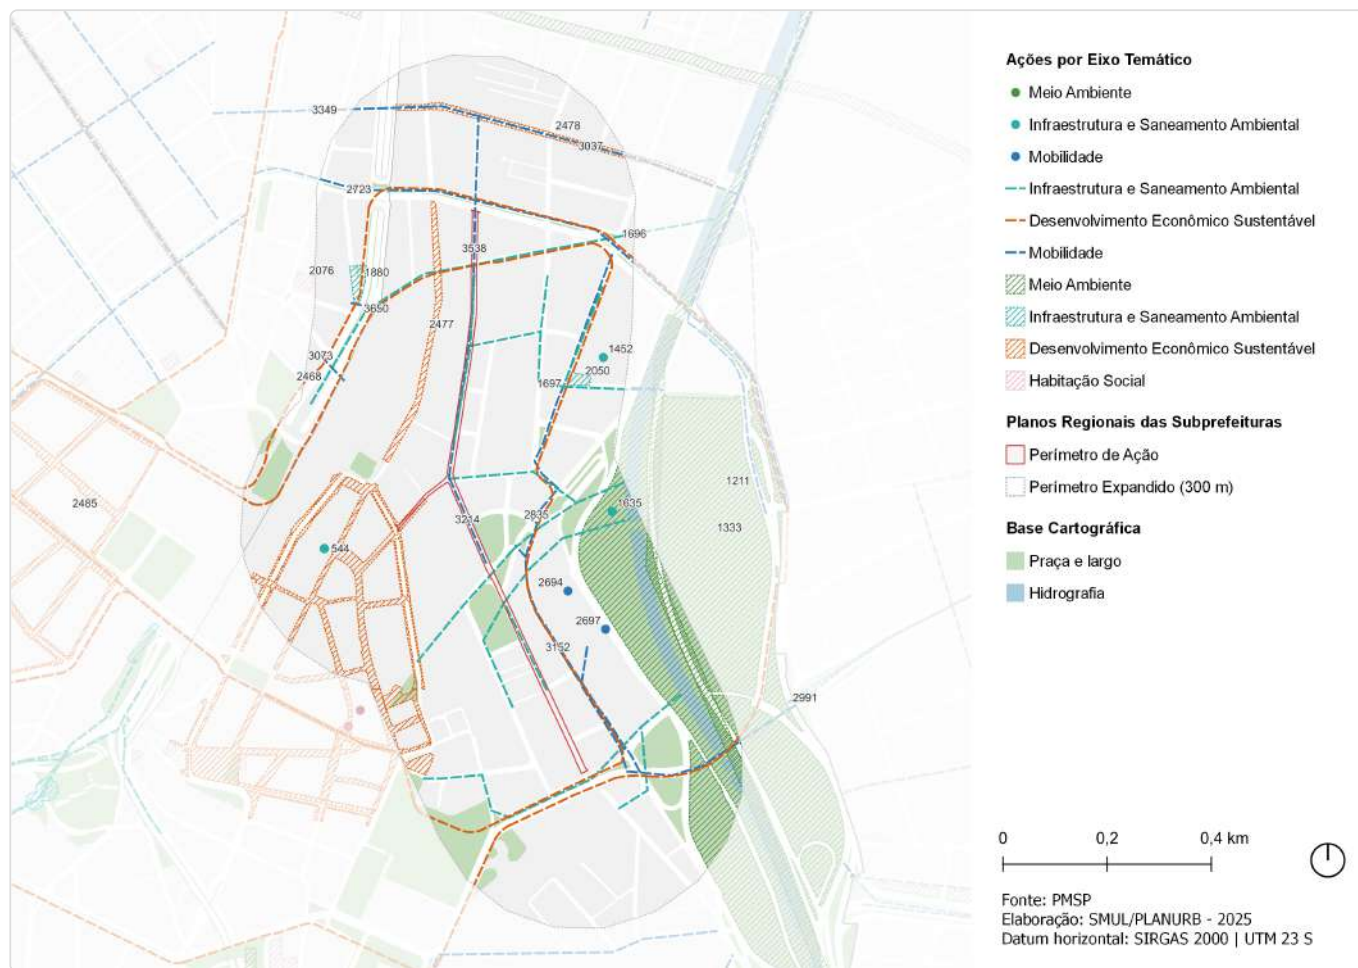 Ações por Eixo Temático
Meio Ambiente
Infraestrutura e Saneamento Ambiental
Mobilidade
Infraestrutura e Saneamento Ambiental
Desenvolvimento Econômico Sustentável
Mobilidade
Meio Ambiente
Infraestrutura e Saneamento Ambiental
Desenvolvimento Econômico Sustentável
Habitação Social
Planos Regionais das Subprefeituras
Perímetro de Ação
Perímetro Expandido (300 m)
Base Cartográfica
Praça e largo
Hidrografia
0 0,2 0,4 km
Fonte: PMSP
Elaboração: SMUL/PLANURB - 2025
Datum horizontal: SIRGAS 2000 | UTM 23 S
3349
2478
3037
2723
1696
3538
2076
1880
3650
2477
3073
2468
1452
2050
1697
1211
2485
1635
3214
2835
1333
544
2694
2697
3152
2991